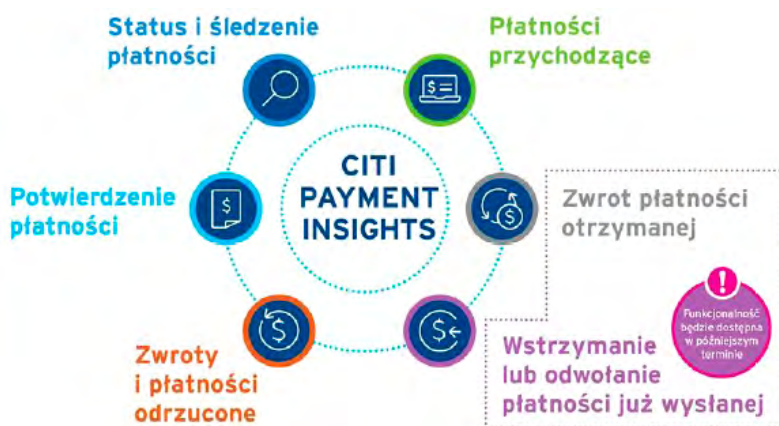 Status i śledzenie
płatności
Płatności
przychodzące
CITI
PAYMENT
INSIGHTS
Potwierdzenie
płatności
Zwrot płatności
otrzymanej
Zwroty
i płatności
odrzucone
Wstrzymanie
lub odwołanie
płatności już wysłanej
!
Funkcjonalność
będzie dostępna
w późniejszym
terminie